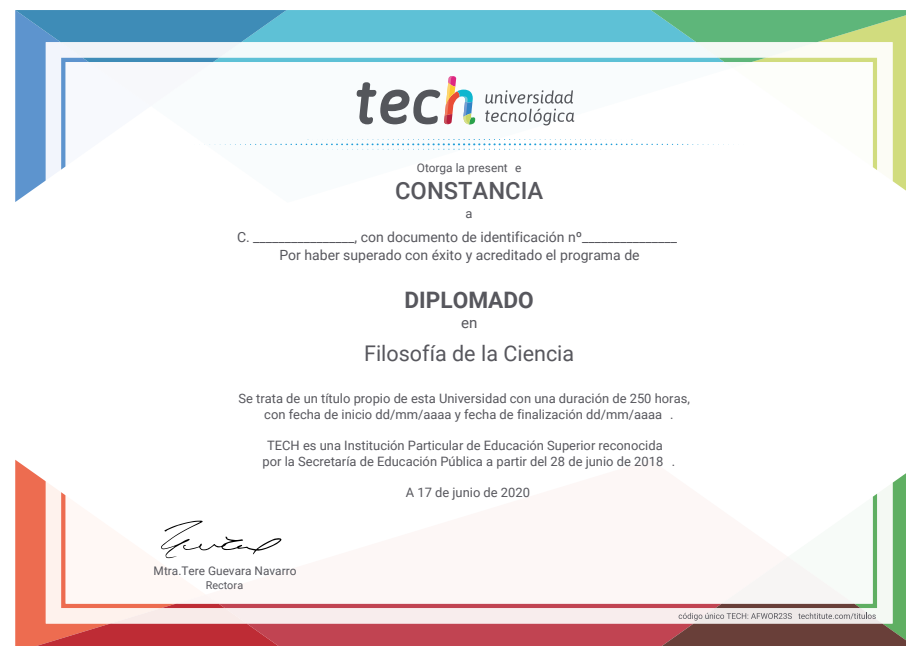 tech universidad
tecnológica
Otorga la present e
CONSTANCIA
a
C. _______________, con documento de identificación nº______________
Por haber superado con éxito y acreditado el programa de
DIPLOMADO
en
Filosofía de la Ciencia
Se trata de un título propio de esta Universidad con una duración de 250 horas,
con fecha de inicio dd/mm/aaaa y fecha de finalización dd/mm/aaaa .
TECH es una Institución Particular de Educación Superior reconocida
por la Secretaría de Educación Pública a partir del 28 de junio de 2018 .
A 17 de junio de 2020
Mtra.Tere Guevara Navarro
Rectora
código único TECH: AFWOR23S techtitute.com/titulos